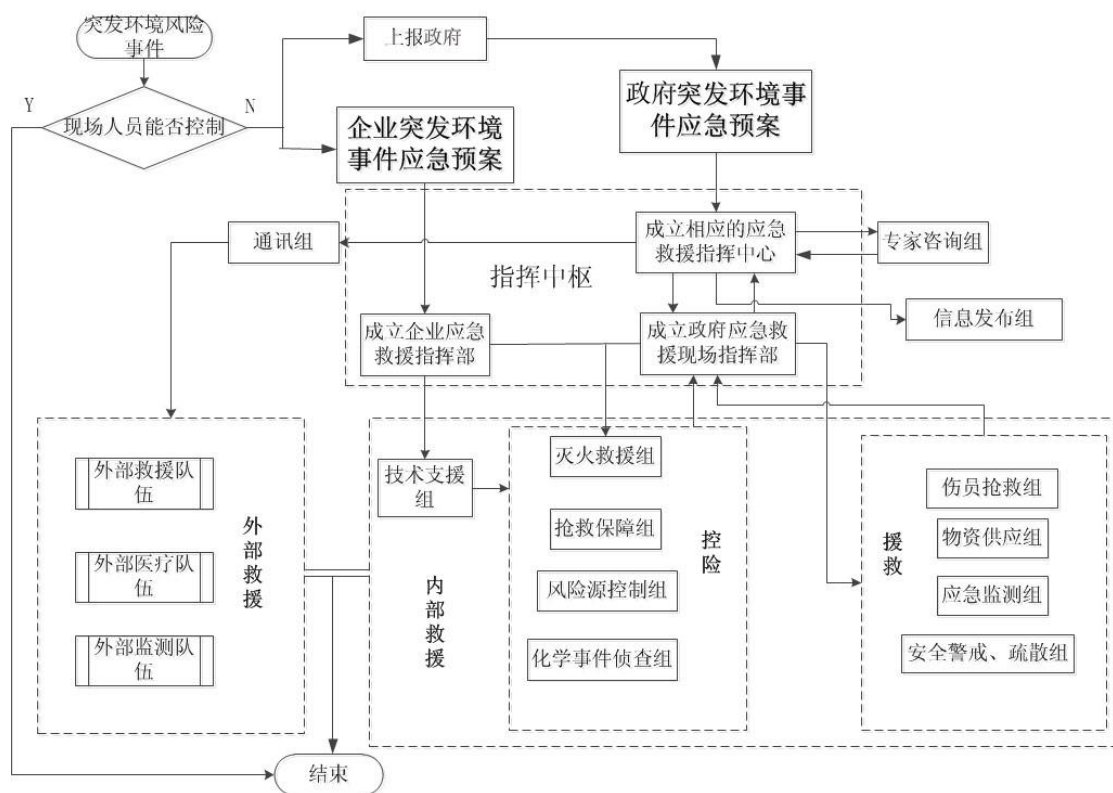 突发环境风险
事件
上报政府
Y
N
现场人员能否控制
政府突发环境事
件应急预案
企业突发环境
事件应急预案
通讯组
成立相应的应急
救援指挥中心
专家咨询组
指挥中枢
信息发布组
成立企业应急
救援指挥部
成立政府应急救
援现场指挥部
外部救援队
伍
外部医疗队
伍
外部监测队
伍
外
部
救
援
技术支援
组
内
部
救
援
灭火救援组
抢救保障组
风险源控制组
化学事件侦查组
控
险
援
救
伤员抢救组
物资供应组
应急监测组
安全警戒、疏散组
结束